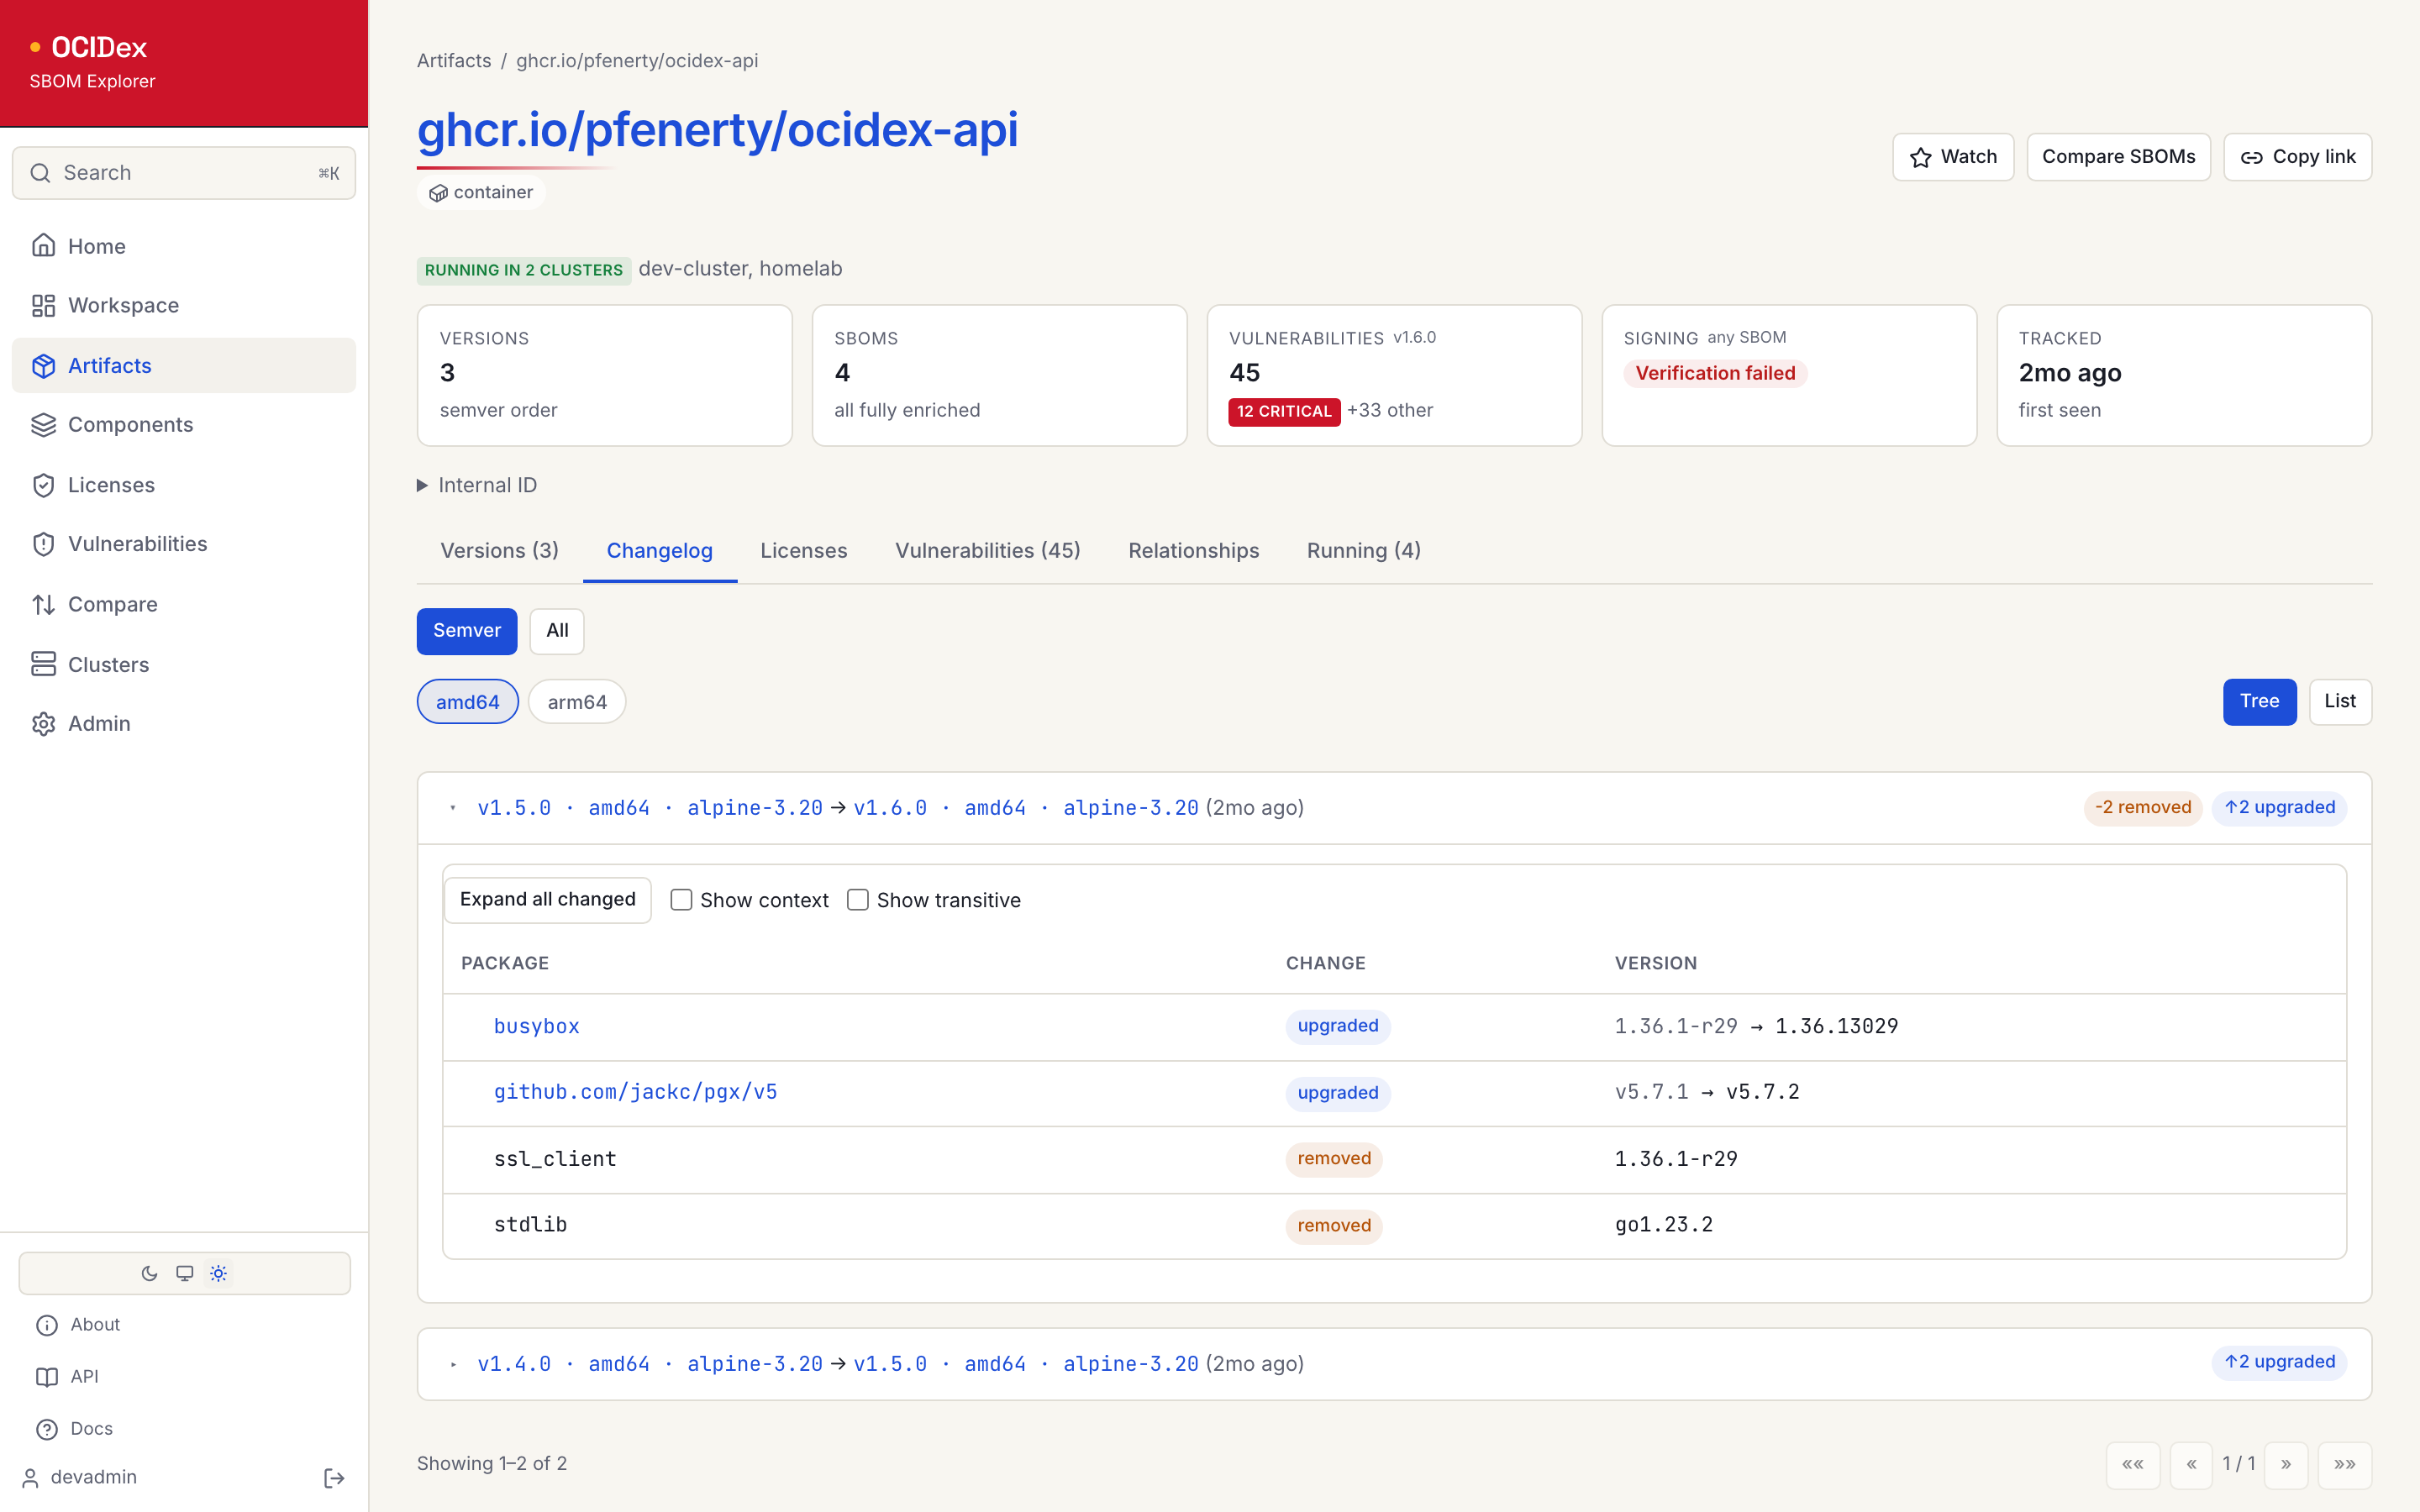 OCIDex
SBOM Explorer
Search ⌘K
Home
Workspace
Artifacts
Components
Licenses
Vulnerabilities
Compare
Clusters
Admin
About
API
Docs
devadmin
Artifacts / ghcr.io/pfenerty/ocidex-api
ghcr.io/pfenerty/ocidex-api
container
Watch
Compare SBOMs
Copy link
RUNNING IN 2 CLUSTERS dev-cluster, homelab
VERSIONS
3
semver order
SBOMS
4
all fully enriched
VULNERABILITIES v1.6.0
45
12 CRITICAL +33 other
SIGNING any SBOM
Verification failed
TRACKED
2mo ago
first seen
▶ Internal ID
Versions (3) Changelog Licenses Vulnerabilities (45) Relationships Running (4)
Semver All
amd64 arm64
Tree List
▾ v1.5.0 · amd64 · alpine-3.20 → v1.6.0 · amd64 · alpine-3.20 (2mo ago) -2 removed ↑2 upgraded
Expand all changed Show context Show transitive
PACKAGE CHANGE VERSION
busybox upgraded 1.36.1-r29 → 1.36.13029
github.com/jackc/pgx/v5 upgraded v5.7.1 → v5.7.2
ssl_client removed 1.36.1-r29
stdlib removed go1.23.2
▸ v1.4.0 · amd64 · alpine-3.20 → v1.5.0 · amd64 · alpine-3.20 (2mo ago) ↑2 upgraded
Showing 1–2 of 2
«« « 1 / 1 » »»